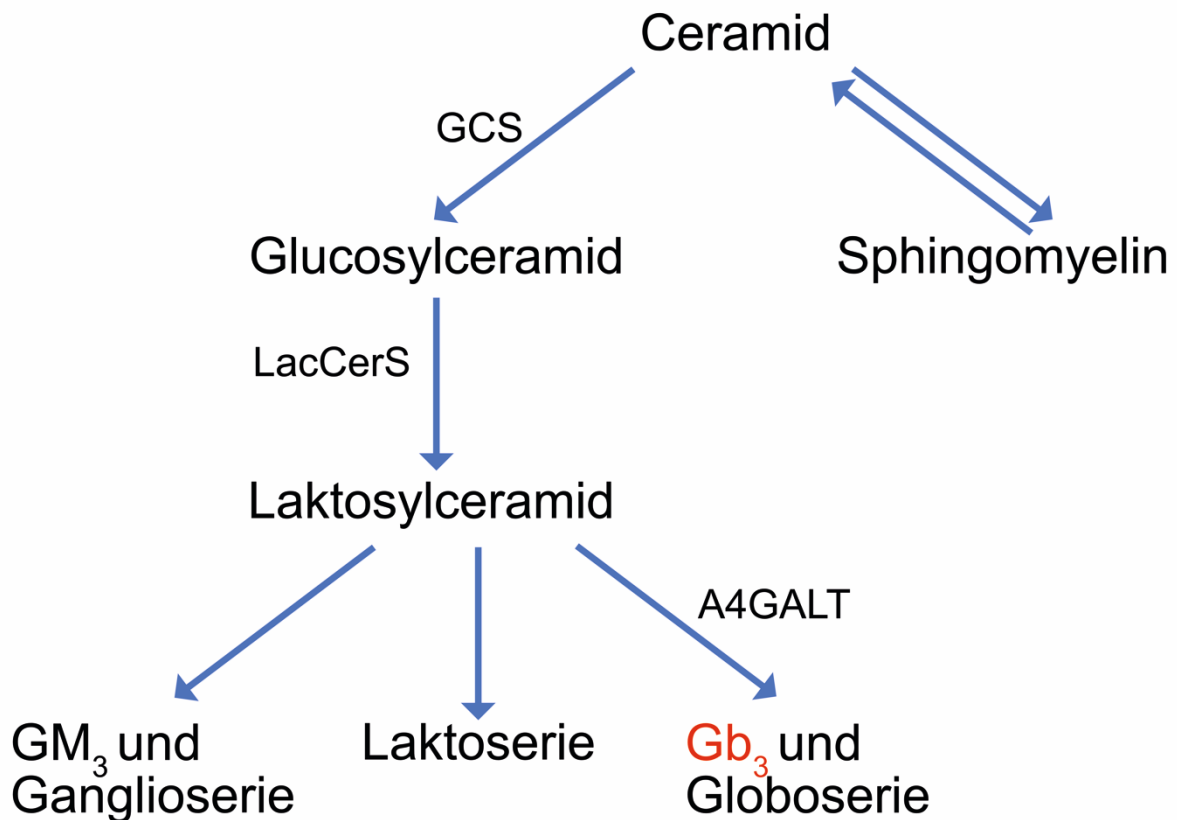 Ceramid
GCS
Glucosylceramid
Sphingomyelin
LacCerS
Laktosylceramid
A4GALT
GM₃ und
Ganglioserie
Laktoserie
Gb₃ und
Globoserie